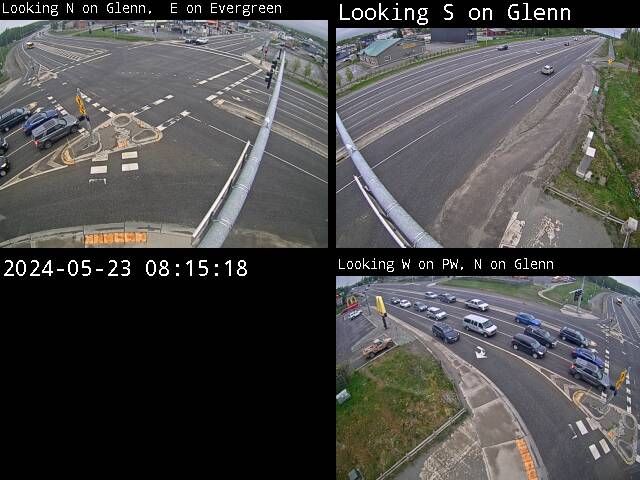 Looking N on Glenn,  E on Evergreen
Looking S on Glenn
2024-05-23 08:15:18
Looking W on PW, N on Glenn